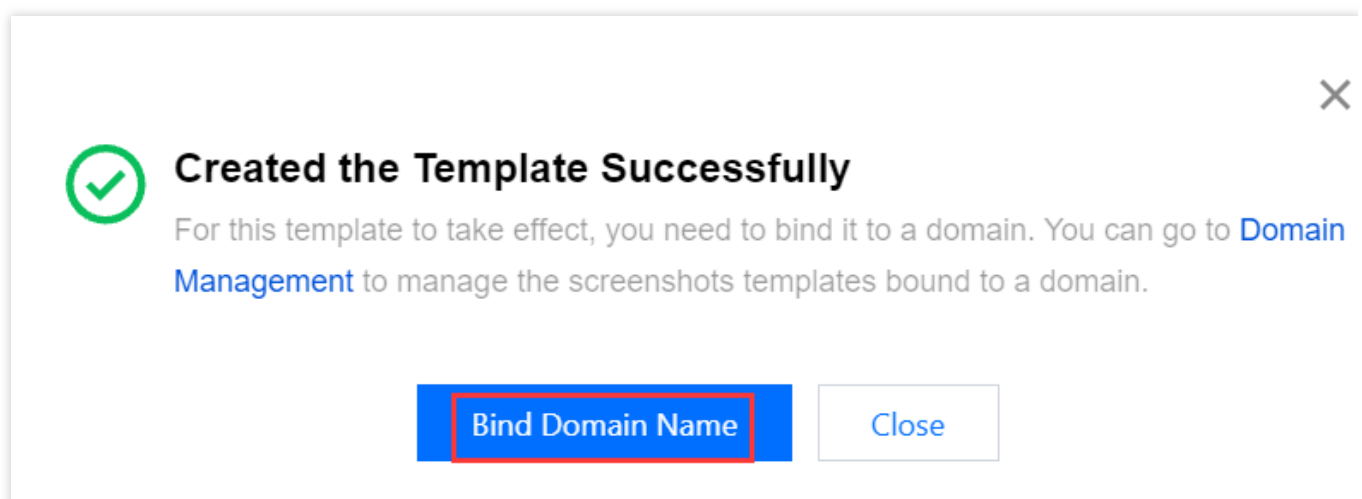 Created the Template Successfully
For this template to take effect, you need to bind it to a domain. You can go to Domain
Management to manage the screenshots templates bound to a domain.
Bind Domain Name
Close